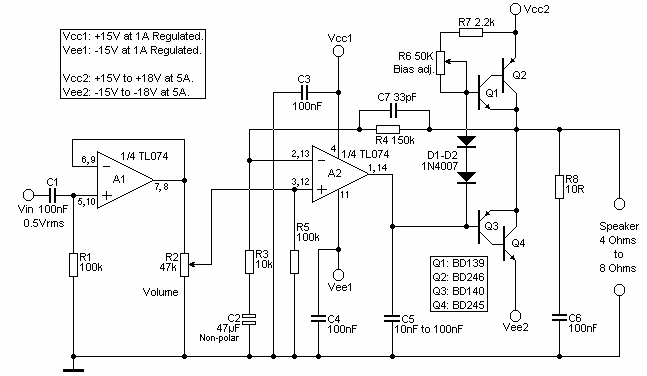 Vcc1: +15V at 1A Regulated.
Vee1: -15V at 1A Regulated.
Vcc2: +15V to +18V at 5A.
Vee2: -15V to -18V at 5A.
Vcc1
Vcc2
R7 2.2k
R6 50K
Bias adj.
Q2
Q1
C3
100nF
C7 33pF
R4 150k
D1-D2
1N4007
6,9
1/4 TL074
A1
7,8
5,10
C1
Vin 100nF
0.5Vrms
2,13
4
1/4 TL074
1,14
A2
3,12
11
R8
10R
Q3
Q4
Speaker
4 Ohms
to
8 Ohms
R1
100k
R2
47k
Volume
R3
10k
R5
100k
Vee1
Q1: BD139
Q2: BD246
Q3: BD140
Q4: BD245
Vee2
C2
47µF
Non-polar
C4
100nF
C5
10nF to 100nF
C6
100nF